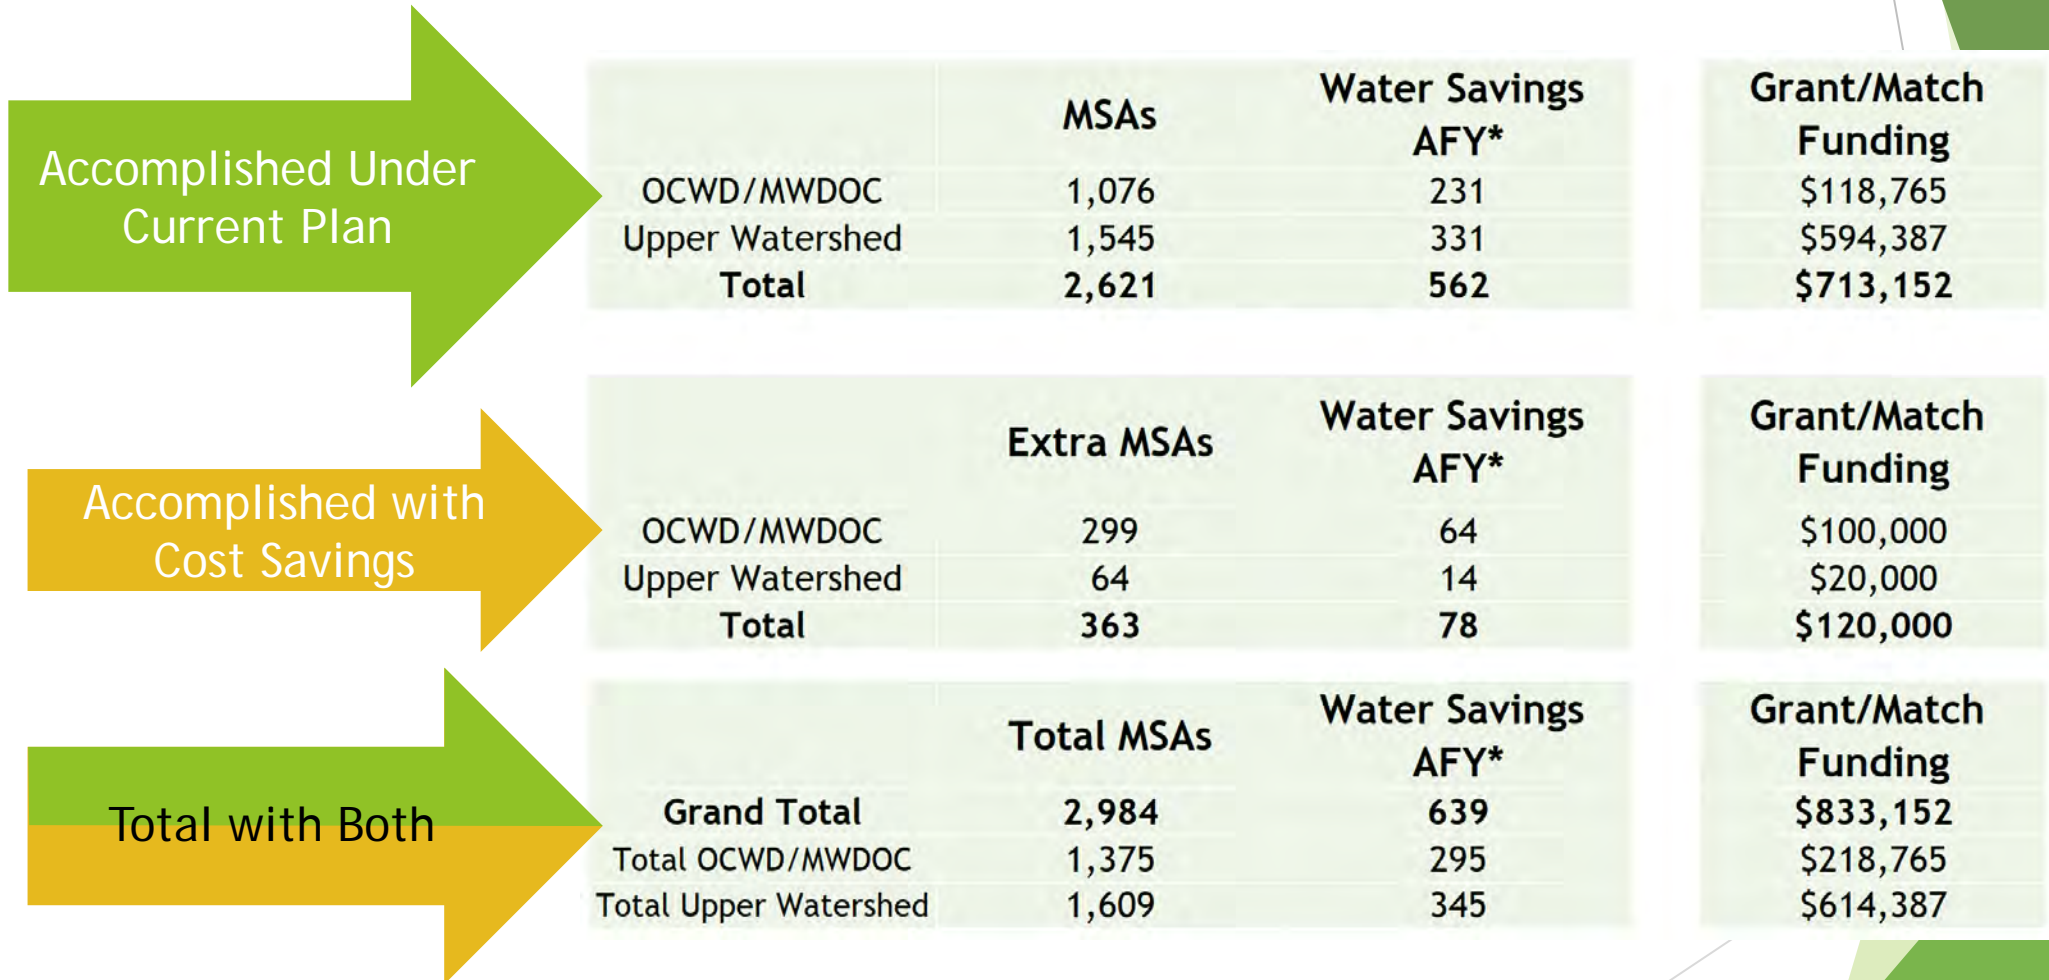 Accomplished Under
Current Plan
MSAs Water Savings AFY* Grant/Match Funding
OCWD/MWDOC 1,076 231 $118,765
Upper Watershed 1,545 331 $594,387
Total 2,621 562 $713,152
Accomplished with
Cost Savings
Extra MSAs Water Savings AFY* Grant/Match Funding
OCWD/MWDOC 299 64 $100,000
Upper Watershed 64 14 $20,000
Total 363 78 $120,000
Total with Both
Total MSAs Water Savings AFY* Grant/Match Funding
Grand Total 2,984 639 $833,152
Total OCWD/MWDOC 1,375 295 $218,765
Total Upper Watershed 1,609 345 $614,387